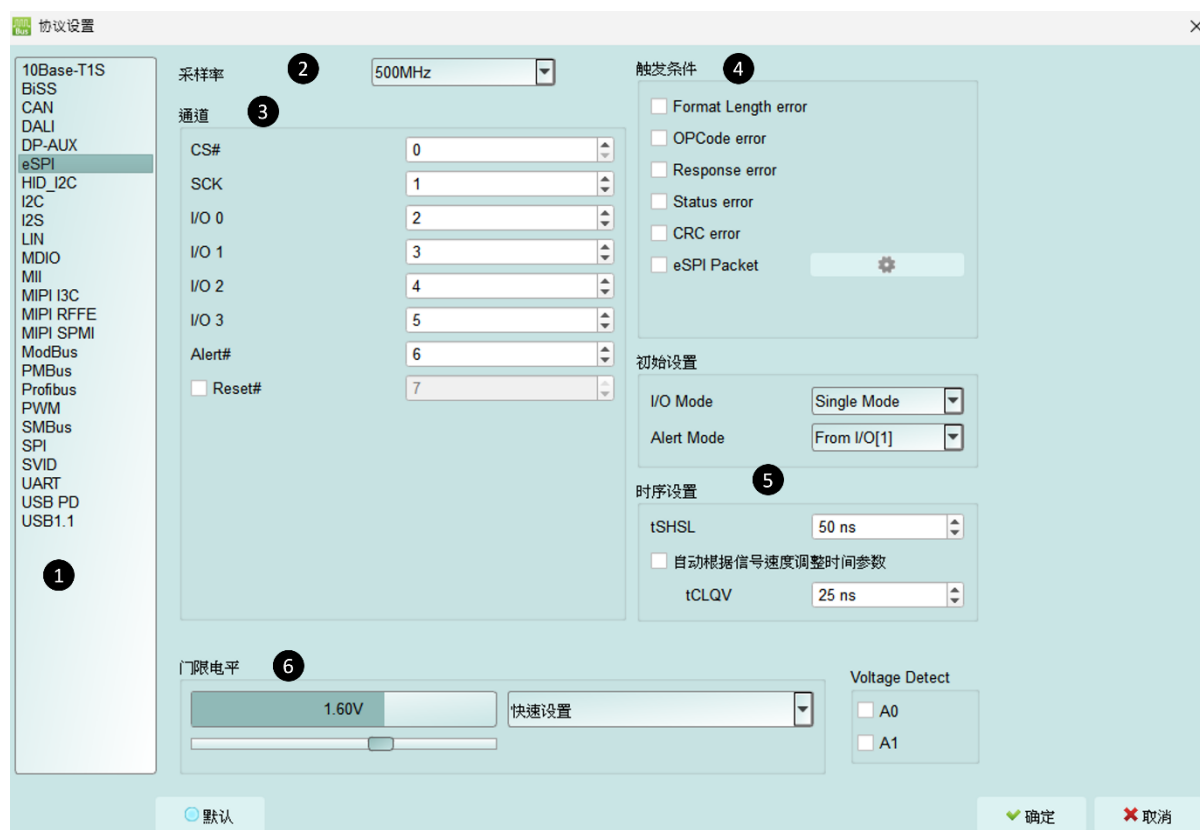 协议设置
10Base-T1S
BiSS
CAN
DALI
DP-AUX
eSPI
HID_I2C
I2C
I2S
LIN
MDIO
MII
MIPI I3C
MIPI RFFE
MIPI SPMI
ModBus
PMBus
Profibus
PWM
SMBus
SPI
SVID
UART
USB PD
USB1.1
1
采样率 2 500MHz
通道 3
CS# 0
SCK 1
I/O 0 2
I/O 1 3
I/O 2 4
I/O 3 5
Alert# 6
Reset# 7
触发条件 4
Format Length error
OPCode error
Response error
Status error
CRC error
eSPI Packet
初始设置
I/O Mode Single Mode
Alert Mode From I/O[1]
时序设置 5
tSHSL 50 ns
自动根据信号速度调整时间参数
tCLQV 25 ns
门限电平 6
1.60V 快速设置
Voltage Detect
A0
A1
默认 确定 取消